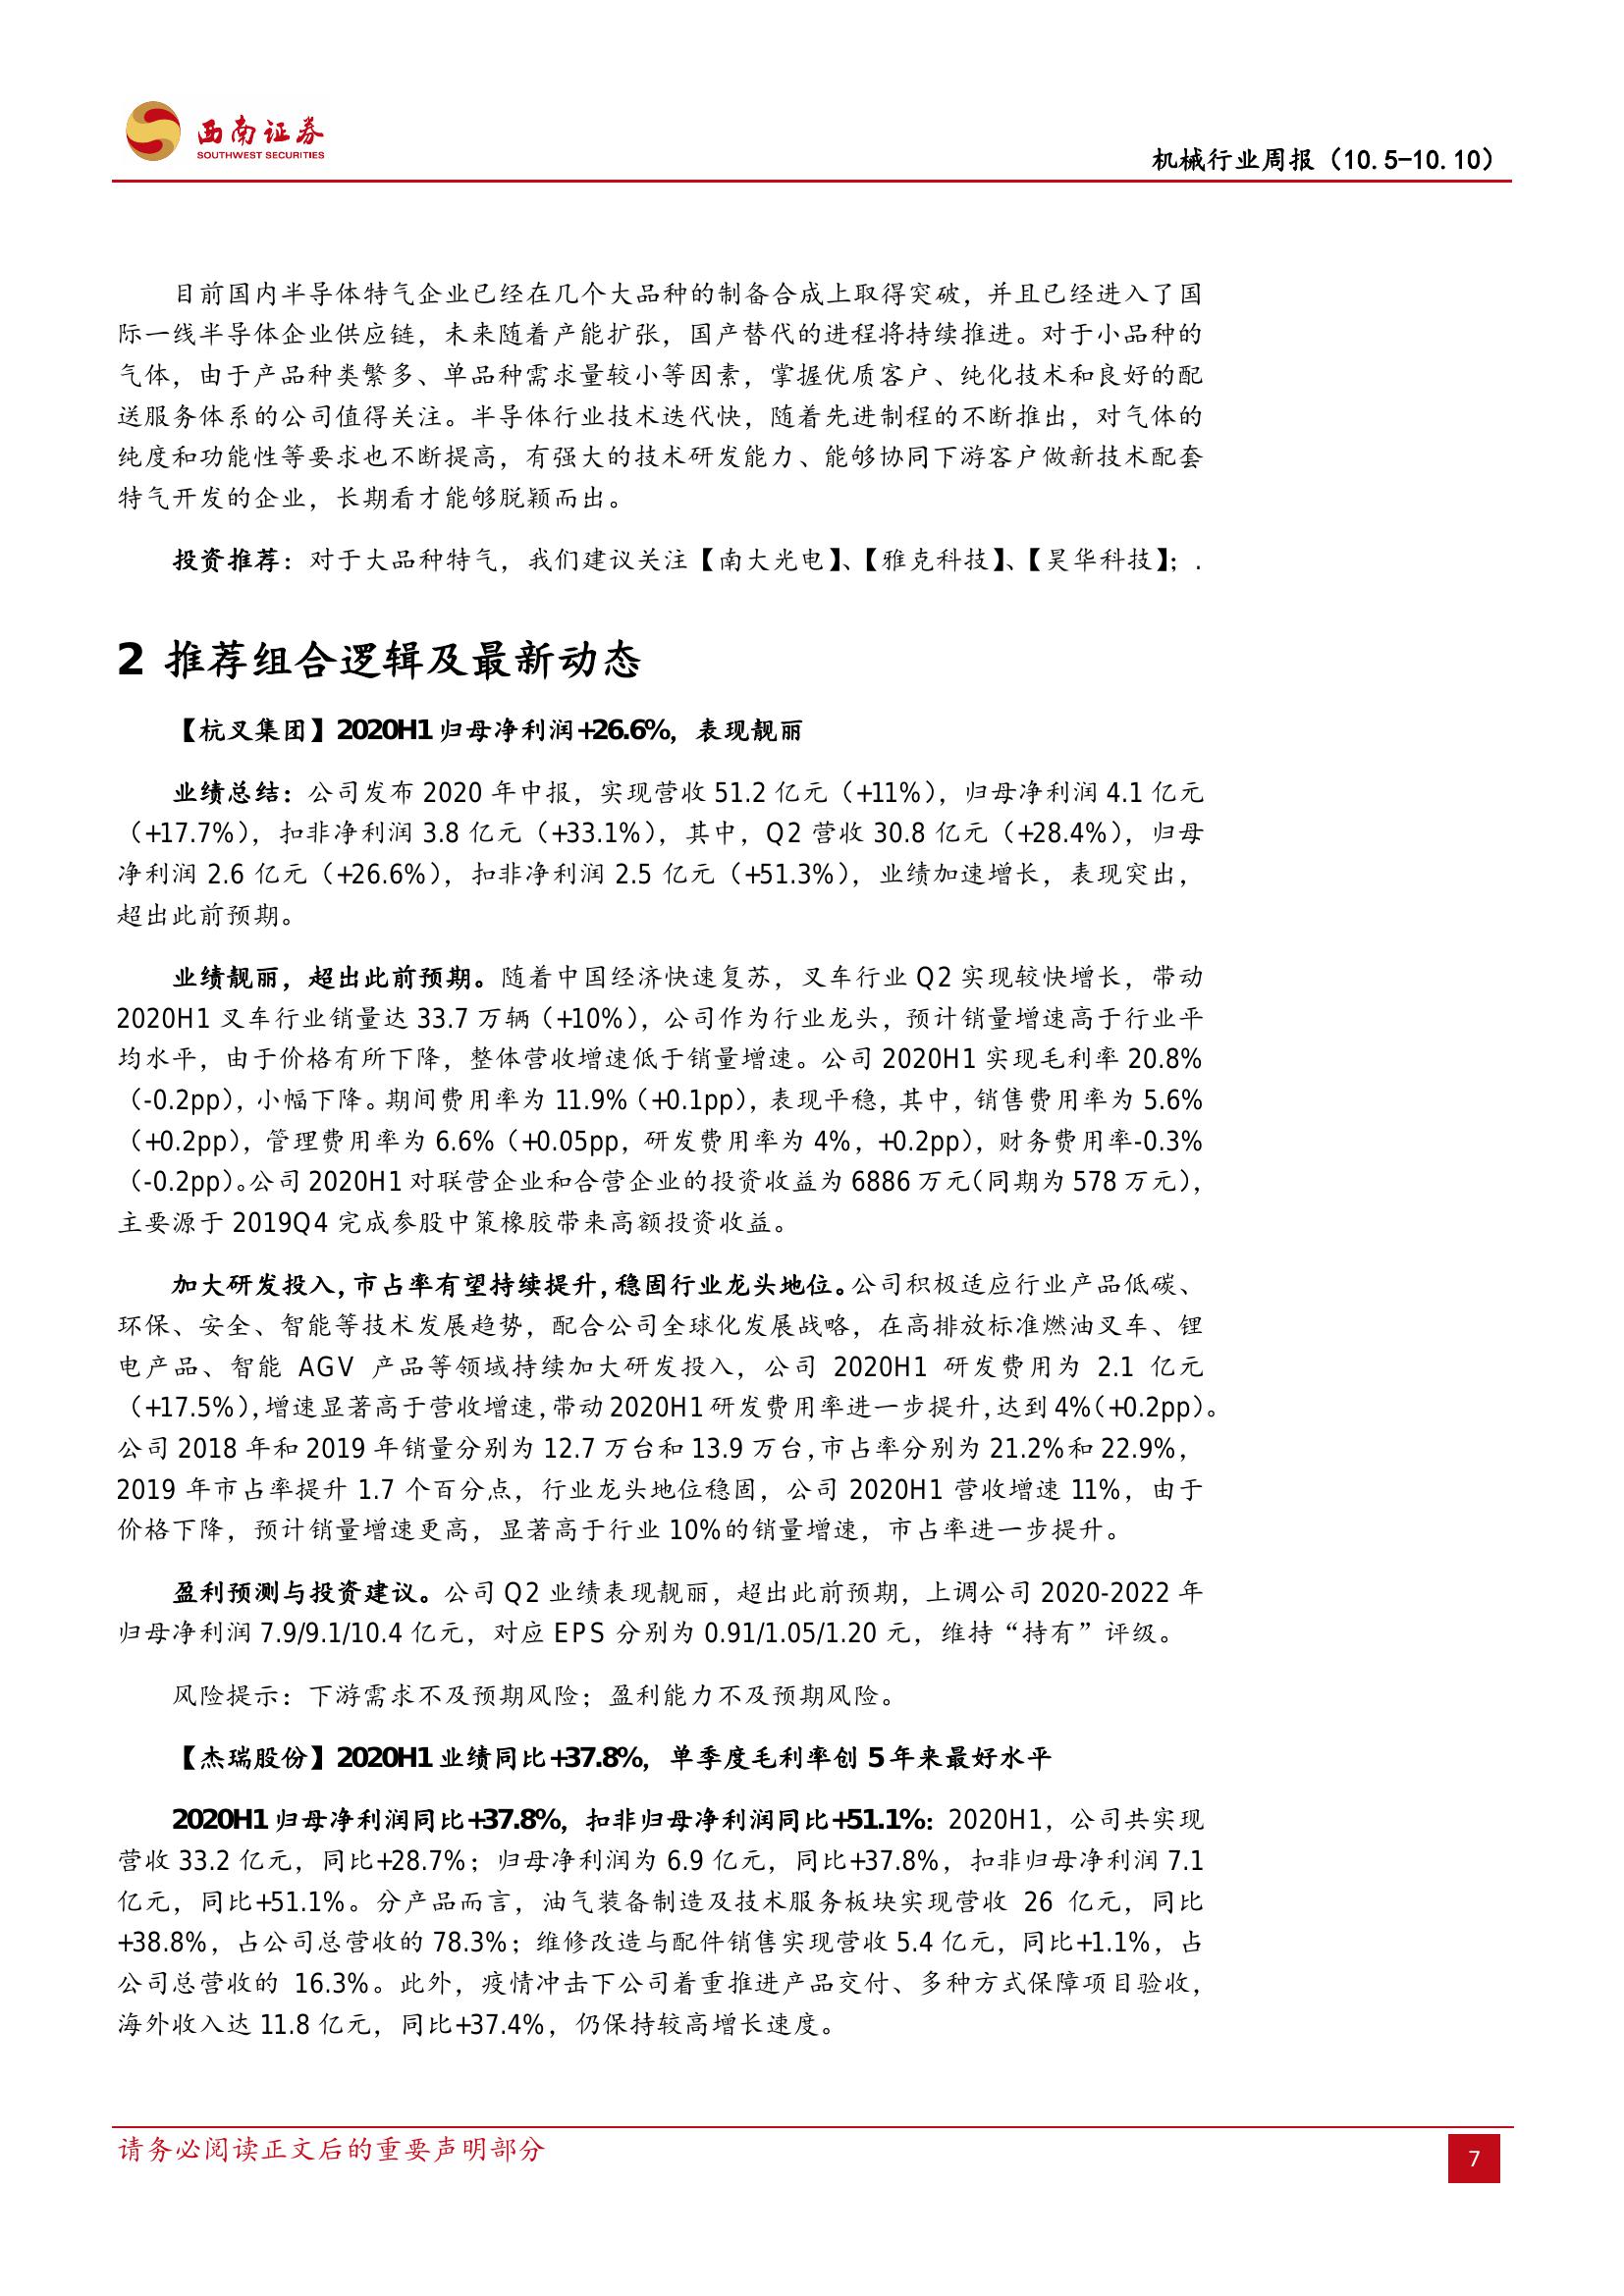 西南证券
SOUTHWEST SECURITIES
机械行业周报（10.5-10.10）
目前国内半导体特气企业已经在几个大品种的制备合成上取得突破，并且已经进入了国
际一线半导体企业供应链，未来随着产能扩张，国产替代的进程将持续推进。对于小品种的
气体，由于产品种类繁多、单品种需求量较小等因素，掌握优质客户、纯化技术和良好的配
送服务体系的公司值得关注。半导体行业技术迭代快，随着先进制程的不断推出，对气体的
纯度和功能性等要求也不断提高，有强大的技术研发能力、能够协同下游客户做新技术配套
特气开发的企业，长期看才能够脱颖而出。
投资推荐：对于大品种特气，我们建议关注【南大光电】、【雅克科技】、【昊华科技】；.
2 推荐组合逻辑及最新动态
【杭叉集团】2020H1 归母净利润+26.6%，表现靓丽
业绩总结：公司发布 2020 年中报，实现营收 51.2 亿元（+11%），归母净利润 4.1 亿元
（+17.7%），扣非净利润 3.8 亿元（+33.1%），其中，Q2 营收 30.8 亿元（+28.4%），归母
净利润 2.6 亿元（+26.6%），扣非净利润 2.5 亿元（+51.3%），业绩加速增长，表现突出，
超出此前预期。
业绩靓丽，超出此前预期。随着中国经济快速复苏，叉车行业 Q2 实现较快增长，带动
2020H1 叉车行业销量达 33.7 万辆（+10%），公司作为行业龙头，预计销量增速高于行业平
均水平，由于价格有所下降，整体营收增速低于销量增速。公司 2020H1 实现毛利率 20.8%
（-0.2pp），小幅下降。期间费用率为 11.9%（+0.1pp），表现平稳，其中，销售费用率为 5.6%
（+0.2pp），管理费用率为 6.6%（+0.05pp，研发费用率为 4%，+0.2pp），财务费用率-0.3%
（-0.2pp）。公司 2020H1 对联营企业和合营企业的投资收益为 6886 万元（同期为 578 万元），
主要源于 2019Q4 完成参股中策橡胶带来高额投资收益。
加大研发投入，市占率有望持续提升，稳固行业龙头地位。公司积极适应行业产品低碳、
环保、安全、智能等技术发展趋势，配合公司全球化发展战略，在高排放标准燃油叉车、锂
电产品、智能 AGV 产品等领域持续加大研发投入，公司 2020H1 研发费用为 2.1 亿元
（+17.5%），增速显著高于营收增速，带动 2020H1 研发费用率进一步提升，达到 4%（+0.2pp）。
公司 2018 年和 2019 年销量分别为 12.7 万台和 13.9 万台，市占率分别为 21.2%和 22.9%，
2019 年市占率提升 1.7 个百分点，行业龙头地位稳固，公司 2020H1 营收增速 11%，由于
价格下降，预计销量增速更高，显著高于行业 10%的销量增速，市占率进一步提升。
盈利预测与投资建议。公司 Q2 业绩表现靓丽，超出此前预期，上调公司 2020-2022 年
归母净利润 7.9/9.1/10.4 亿元，对应 EPS 分别为 0.91/1.05/1.20 元，维持“持有”评级。
风险提示：下游需求不及预期风险；盈利能力不及预期风险。
【杰瑞股份】2020H1 业绩同比+37.8%，单季度毛利率创 5 年来最好水平
2020H1 归母净利润同比+37.8%，扣非归母净利润同比+51.1%：2020H1，公司共实现
营收 33.2 亿元，同比+28.7%；归母净利润为 6.9 亿元，同比+37.8%，扣非归母净利润 7.1
亿元，同比+51.1%。分产品而言，油气装备制造及技术服务板块实现营收 26 亿元，同比
+38.8%，占公司总营收的 78.3%；维修改造与配件销售实现营收 5.4 亿元，同比+1.1%，占
公司总营收的 16.3%。此外，疫情冲击下公司着重推进产品交付、多种方式保障项目验收，
海外收入达 11.8 亿元，同比+37.4%，仍保持较高增长速度。
请务必阅读正文后的重要声明部分
7